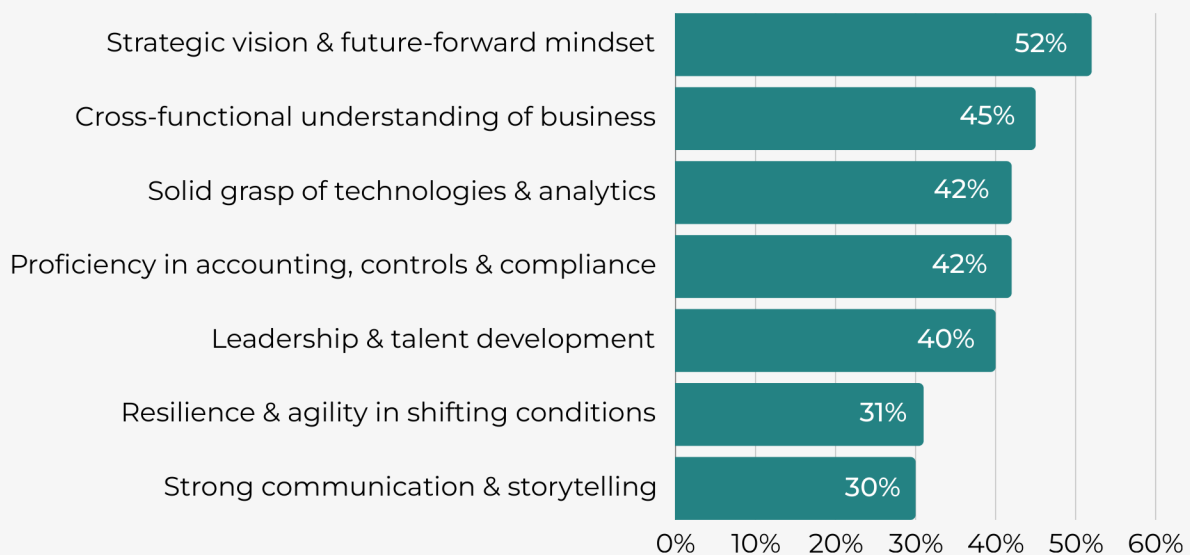 Strategic vision & future-forward mindset 52%
Cross-functional understanding of business 45%
Solid grasp of technologies & analytics 42%
Proficiency in accounting, controls & compliance 42%
Leadership & talent development 40%
Resilience & agility in shifting conditions 31%
Strong communication & storytelling 30%
0% 10% 20% 30% 40% 50% 60%